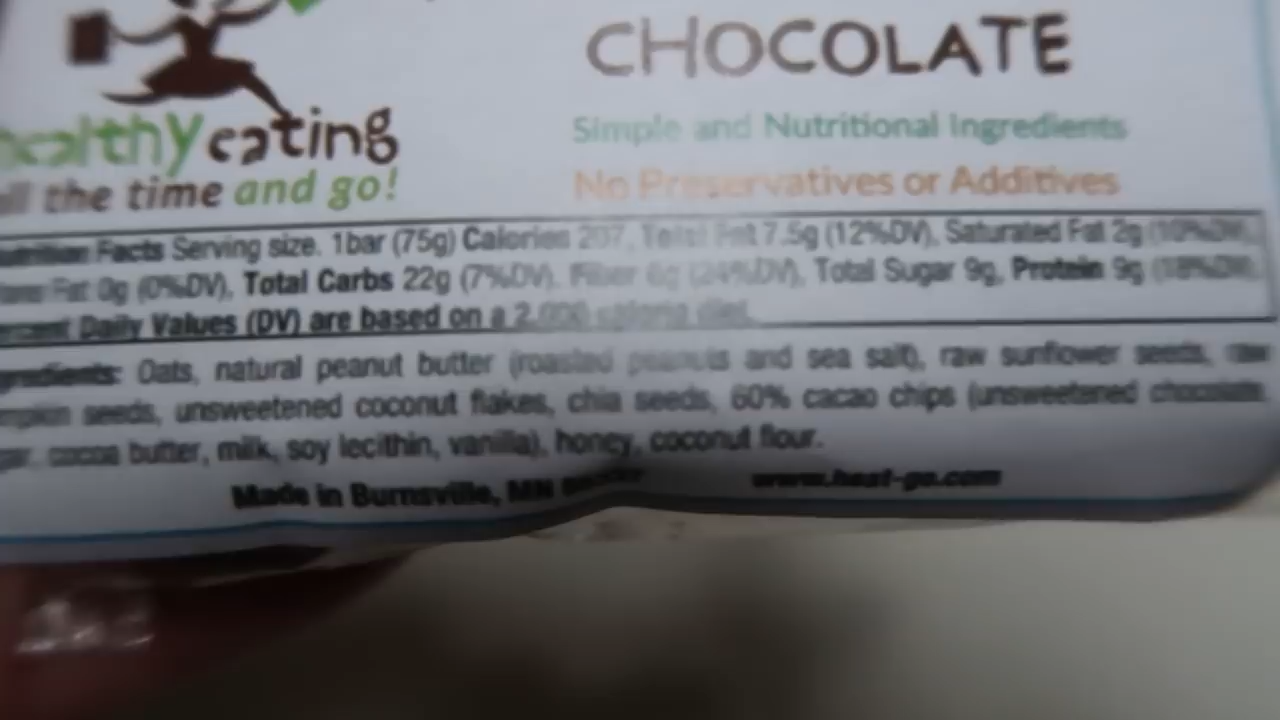 CHOCOLATE
healthy eating
all the time and go!
Simple and Nutritional Ingredients
No Preservatives or Additives
Nutrition Facts Serving size. 1bar (75g) Calories 207, Total Fat 7.5g (12%DV), Saturated Fat 2g (10%DV),
Trans Fat 0g (0%DV), Total Carbs 22g (7%DV). Fiber 6g (24%DV), Total Sugar 9g, Protein 9g (18%DV).
Percent Daily Values (DV) are based on a 2,000 calorie diet.
Ingredients: Oats, natural peanut butter (roasted peanuts and sea salt), raw sunflower seeds, raw
pumpkin seeds, unsweetened coconut flakes, chia seeds, 60% cacao chips (unsweetened chocolate,
sugar, cocoa butter, milk, soy lecithin, vanilla), honey, coconut flour.
Made in Burnsville, MN
www.heat-go.com